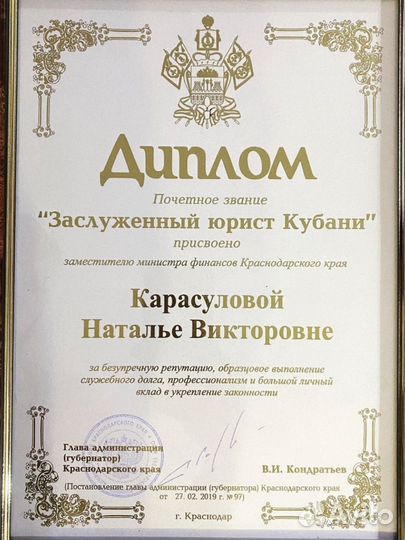 Диплом
Почетное звание
“Заслуженный юрист Кубани”
присвоено
заместителю министра финансов Краснодарского края
Карасуловой
Наталье Викторовне
за безупречную репутацию, образцовое выполнение
служебного долга, профессионализм и большой личный
вклад в укрепление законности
Глава администрации
(губернатор)
Краснодарского края
В.И. Кондратьев
(Постановление главы администрации (губернатора) Краснодарского края
от 27. 02. 2019 г. № 97)
г. Краснодар
Avito